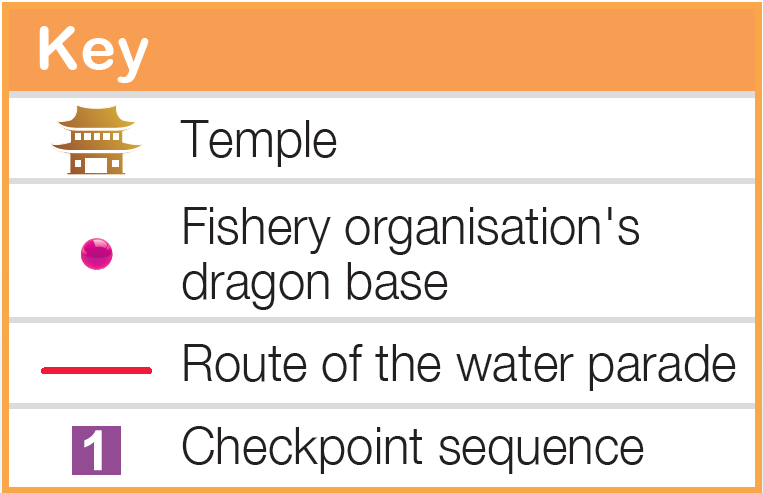 Key
Temple
Fishery organisation's
dragon base
Route of the water parade
1 Checkpoint sequence